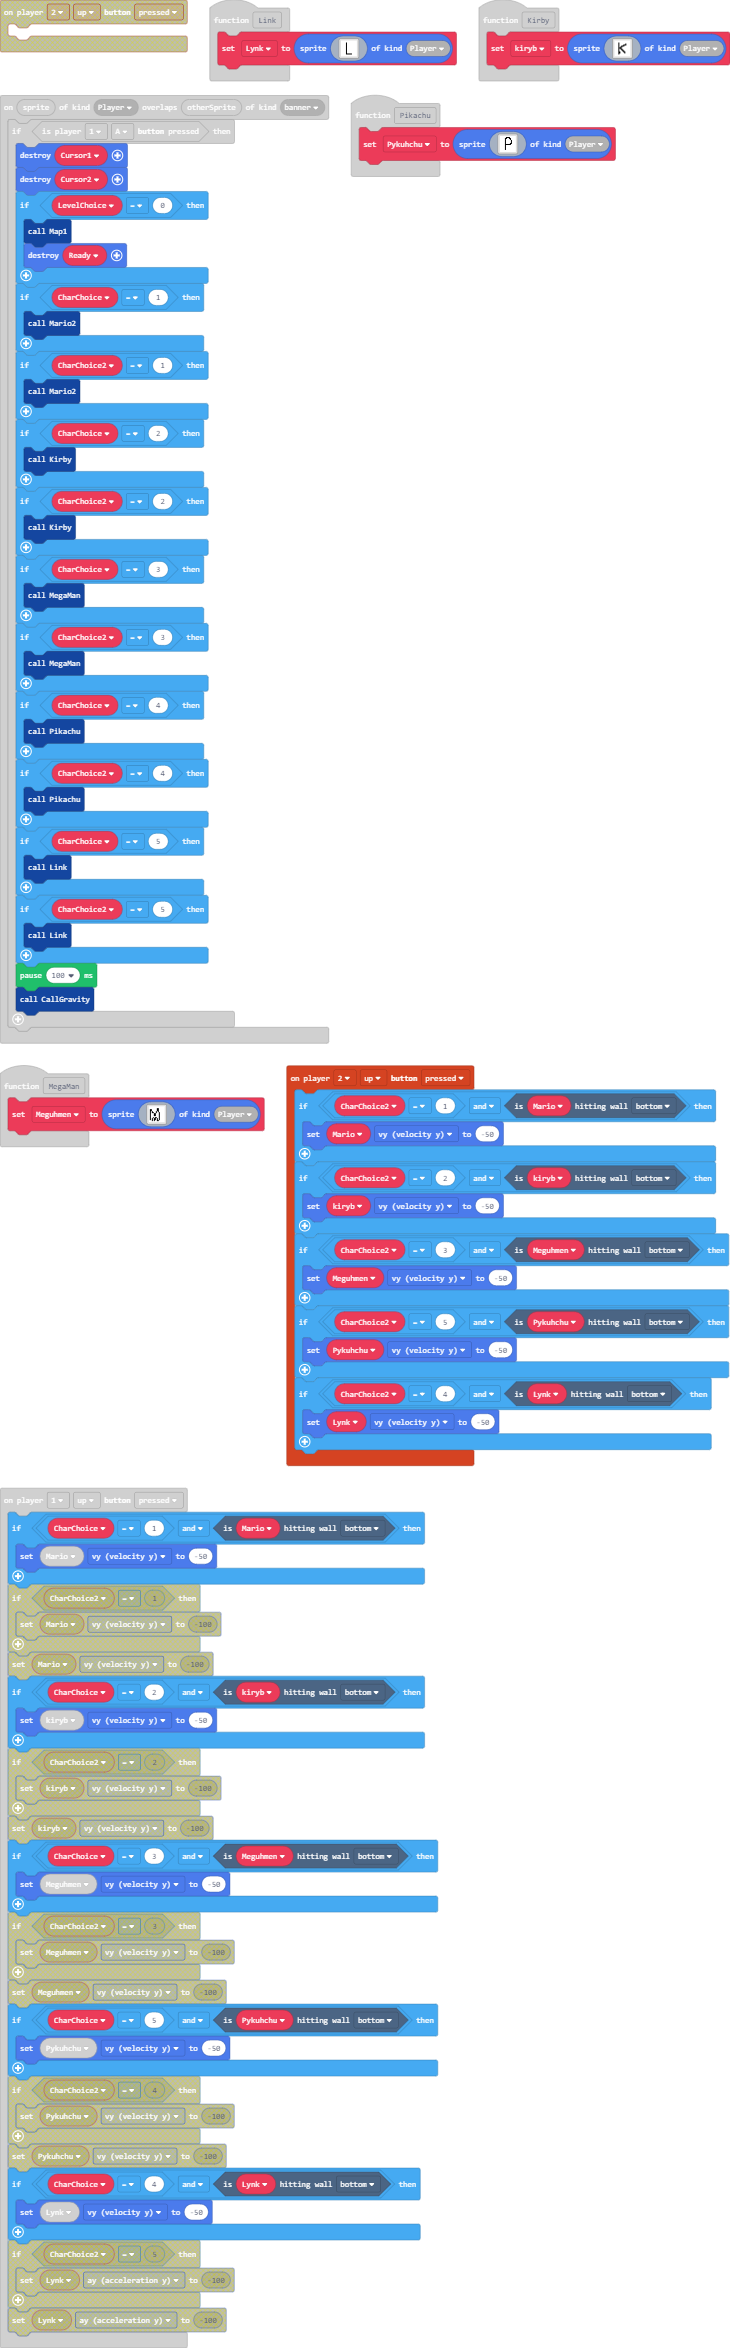 on player 2 up button pressed
function Link
set Lynk to sprite L of kind Player
function Kirby
set kiryb to sprite K of kind Player
on sprite of kind Player overlaps otherSprite of kind banner
if is player 1 A button pressed then
destroy Cursor1
destroy Cursor2
if LevelChoice = 0 then
call Map1
destroy Ready
if CharChoice = 1 then
call Mario2
if CharChoice2 = 1 then
call Mario2
if CharChoice = 2 then
call Kirby
if CharChoice2 = 2 then
call Kirby
if CharChoice = 3 then
call MegaMan
if CharChoice2 = 3 then
call MegaMan
if CharChoice = 4 then
call Pikachu
if CharChoice2 = 4 then
call Pikachu
if CharChoice = 5 then
call Link
if CharChoice2 = 5 then
call Link
pause 100 ms
call CallGravity
function Pikachu
set Pykuhchu to sprite P of kind Player
function MegaMan
set Meguhmen to sprite M of kind Player
on player 2 up button pressed
if CharChoice2 = 1 and is Mario hitting wall bottom then
set Mario vy (velocity y) to -50
if CharChoice2 = 2 and is kiryb hitting wall bottom then
set kiryb vy (velocity y) to -50
if CharChoice2 = 3 and is Meguhmen hitting wall bottom then
set Meguhmen vy (velocity y) to -50
if CharChoice2 = 5 and is Pykuhchu hitting wall bottom then
set Pykuhchu vy (velocity y) to -50
if CharChoice2 = 4 and is Lynk hitting wall bottom then
set Lynk vy (velocity y) to -50
on player 1 up button pressed
if CharChoice = 1 and is Mario hitting wall bottom then
set Mario vy (velocity y) to -50
if CharChoice2 = 1 then
set Mario vy (velocity y) to -100
set Mario vy (velocity y) to -100
if CharChoice = 2 and is kiryb hitting wall bottom then
set kiryb vy (velocity y) to -50
if CharChoice2 = 2 then
set kiryb vy (velocity y) to -100
set kiryb vy (velocity y) to -100
if CharChoice = 3 and is Meguhmen hitting wall bottom then
set Meguhmen vy (velocity y) to -50
if CharChoice2 = 3 then
set Meguhmen vy (velocity y) to -100
set Meguhmen vy (velocity y) to -100
if CharChoice = 5 and is Pykuhchu hitting wall bottom then
set Pykuhchu vy (velocity y) to -50
if CharChoice2 = 4 then
set Pykuhchu vy (velocity y) to -100
set Pykuhchu vy (velocity y) to -100
if CharChoice = 4 and is Lynk hitting wall bottom then
set Lynk vy (velocity y) to -50
if CharChoice2 = 5 then
set Lynk ay (acceleration y) to -100
set Lynk ay (acceleration y) to -100